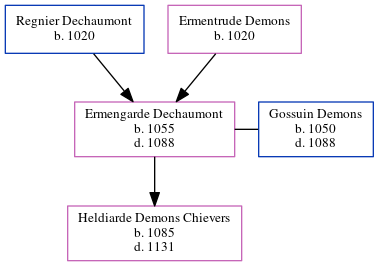 Regnier Dechaumont
b. 1020
Ermentrude Demons
b. 1020
Ermengarde Dechaumont
b. 1055
d. 1088
Gossuin Demons
b. 1050
d. 1088
Heldiarde Demons Chievers
b. 1085
d. 1131